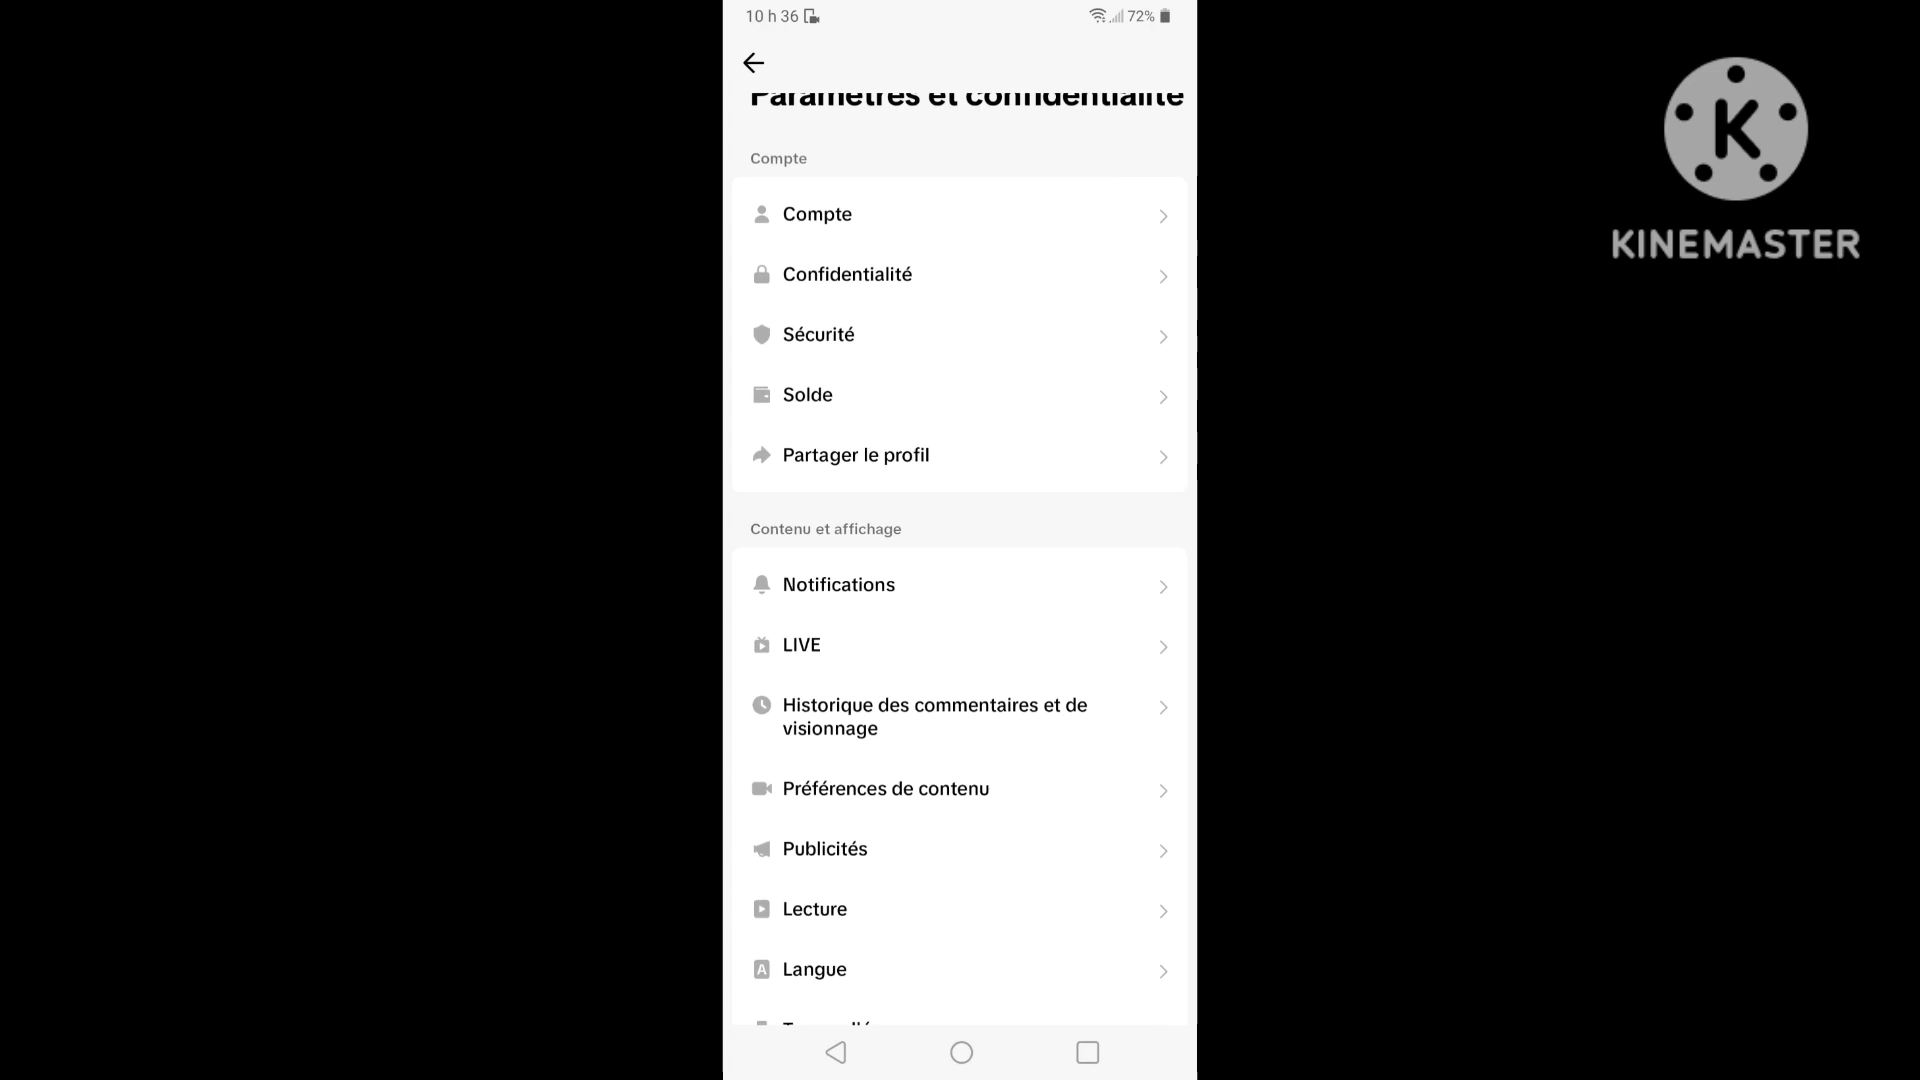 10 h 36
72%
Paramètres et confidentialité
Compte
Compte
Confidentialité
Sécurité
Solde
Partager le profil
Contenu et affichage
Notifications
LIVE
Historique des commentaires et de
visionnage
Préférences de contenu
Publicités
Lecture
A Langue
K
KINEMASTER